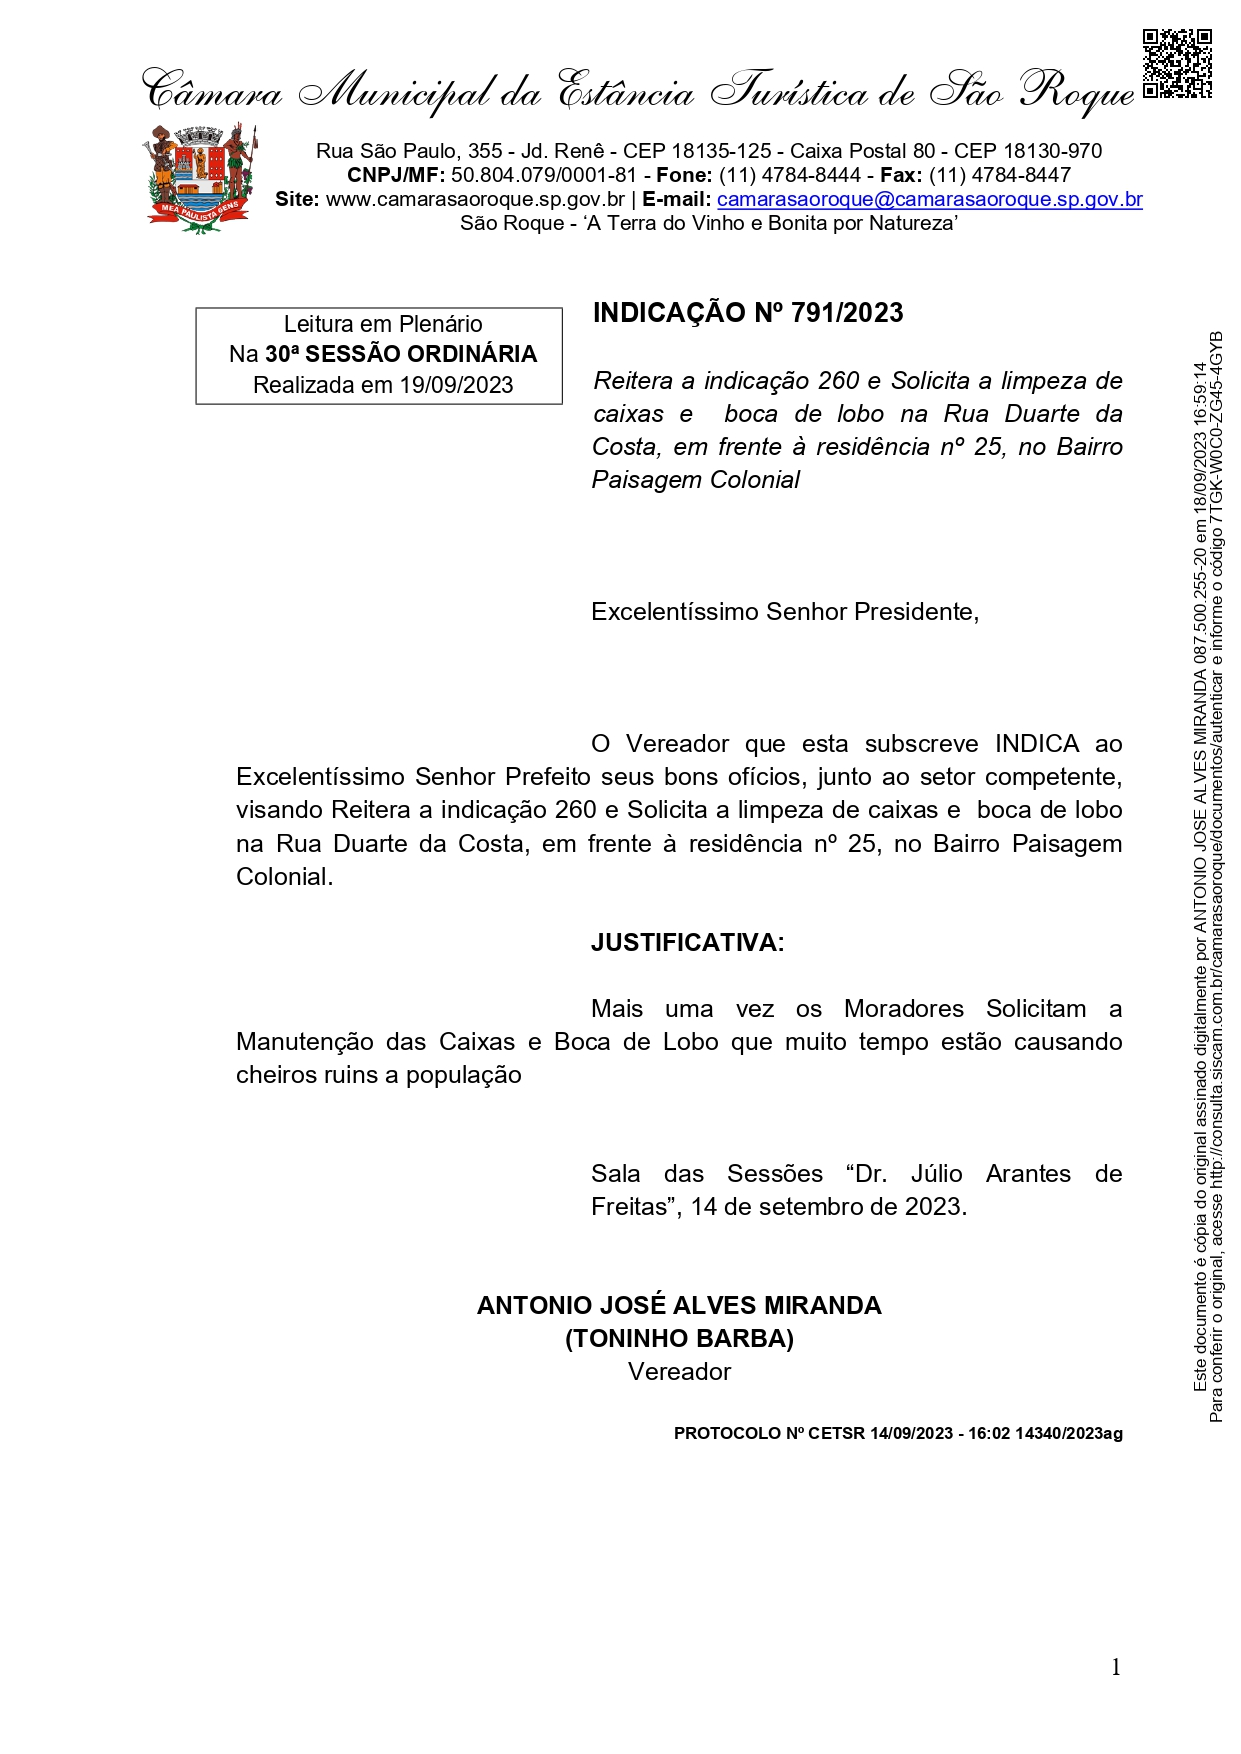 Câmara Municipal da Estância Turística de São Roque
Rua São Paulo, 355 - Jd. Renê - CEP 18135-125 - Caixa Postal 80 - CEP 18130-970
CNPJ/MF: 50.804.079/0001-81 - Fone: (11) 4784-8444 - Fax: (11) 4784-8447
Site: www.camarasaoroque.sp.gov.br | E-mail: camarasaoroque@camarasaoroque.sp.gov.br
São Roque - ‘A Terra do Vinho e Bonita por Natureza’
MEA PAULISTA GENS
Leitura em Plenário
Na 30ª SESSÃO ORDINÁRIA
Realizada em 19/09/2023
INDICAÇÃO Nº 791/2023
Reitera a indicação 260 e Solicita a limpeza de
caixas e  boca de lobo na Rua Duarte da
Costa, em frente à residência nº 25, no Bairro
Paisagem Colonial
Excelentíssimo Senhor Presidente,
O Vereador que esta subscreve INDICA ao
Excelentíssimo Senhor Prefeito seus bons ofícios, junto ao setor competente,
visando Reitera a indicação 260 e Solicita a limpeza de caixas e  boca de lobo
na Rua Duarte da Costa, em frente à residência nº 25, no Bairro Paisagem
Colonial.
JUSTIFICATIVA:
Mais uma vez os Moradores Solicitam a
Manutenção das Caixas e Boca de Lobo que muito tempo estão causando
cheiros ruins a população
Sala das Sessões “Dr. Júlio Arantes de
Freitas”, 14 de setembro de 2023.
ANTONIO JOSÉ ALVES MIRANDA
(TONINHO BARBA)
Vereador
PROTOCOLO Nº CETSR 14/09/2023 - 16:02 14340/2023ag
1
Este documento é cópia do original assinado digitalmente por ANTONIO JOSE ALVES MIRANDA 087.500.255-20 em 18/09/2023 16:59:14
Para conferir o original, acesse http://consulta.siscam.com.br/camarasaoroque/documentos/autenticar e informe o código 7TGK-W0C0-ZG45-4GYB